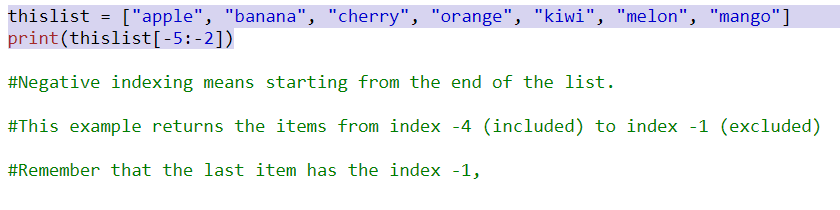 thislist = ["apple", "banana", "cherry", "orange", "kiwi", "melon", "mango"]
print(thislist[-5:-2])
#Negative indexing means starting from the end of the list.
#This example returns the items from index -4 (included) to index -1 (excluded)
#Remember that the last item has the index -1,